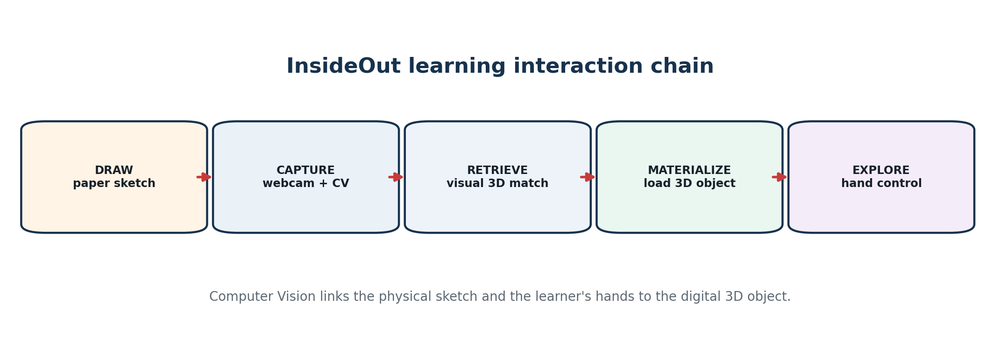 InsideOut learning interaction chain
DRAW
paper sketch
CAPTURE
webcam + CV
RETRIEVE
visual 3D match
MATERIALIZE
load 3D object
EXPLORE
hand control
Computer Vision links the physical sketch and the learner's hands to the digital 3D object.